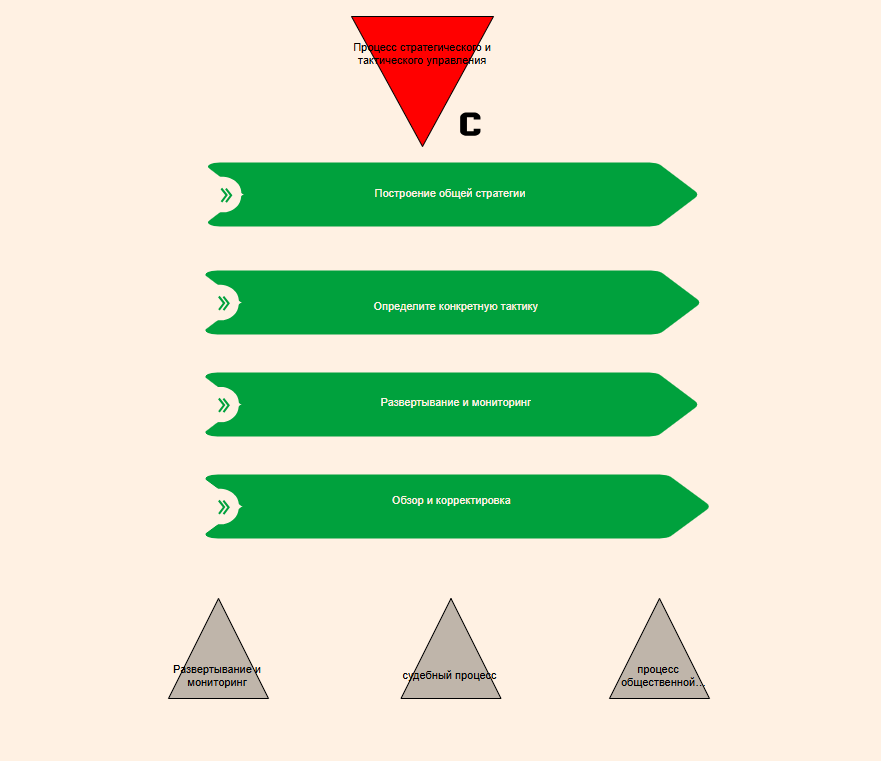 Процесс стратегического и
тактического управления
C
Построение общей стратегии
Определите конкретную тактику
Развертывание и мониторинг
Обзор и корректировка
Развертывание и
мониторинг
судебный процесс
процесс
общественной...